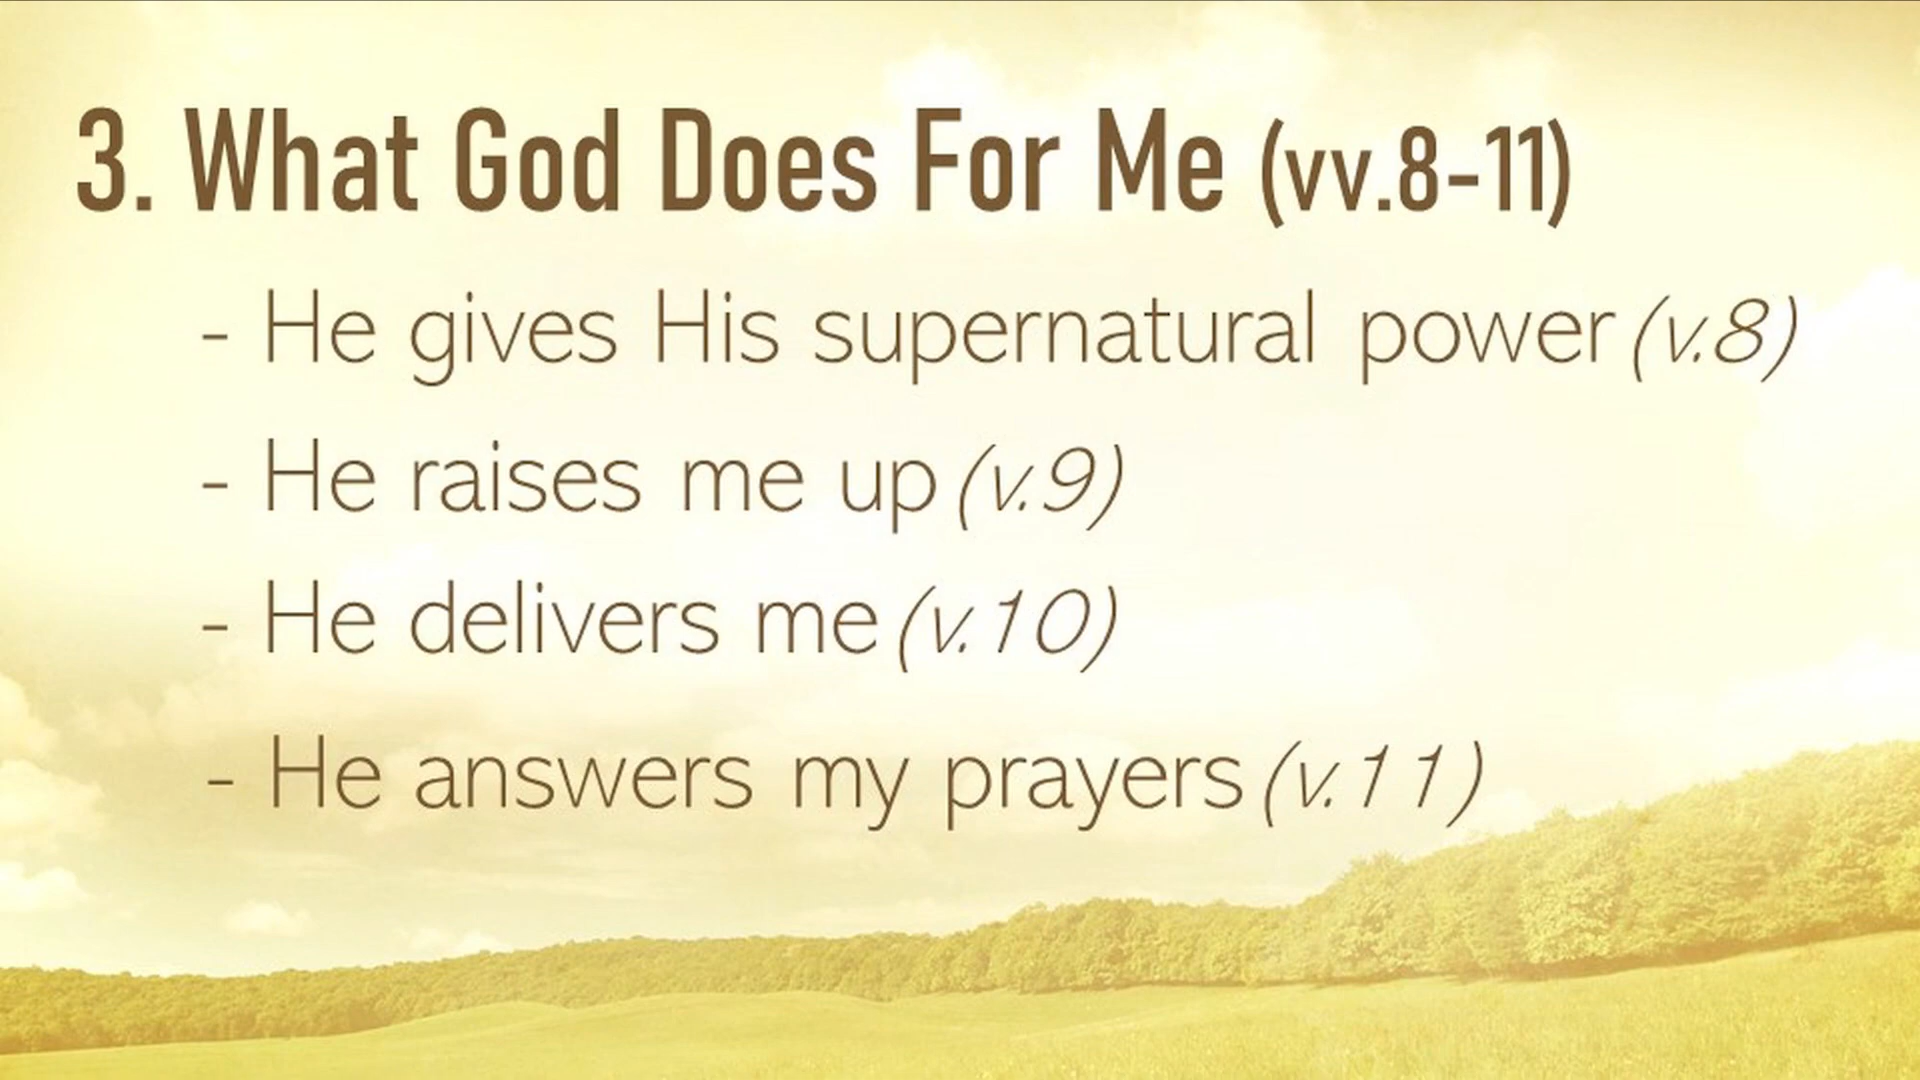 3. What God Does For Me (vv.8-11)
- He gives His supernatural power (v.8)
- He raises me up (v.9)
- He delivers me (v.10)
- He answers my prayers (v.11)